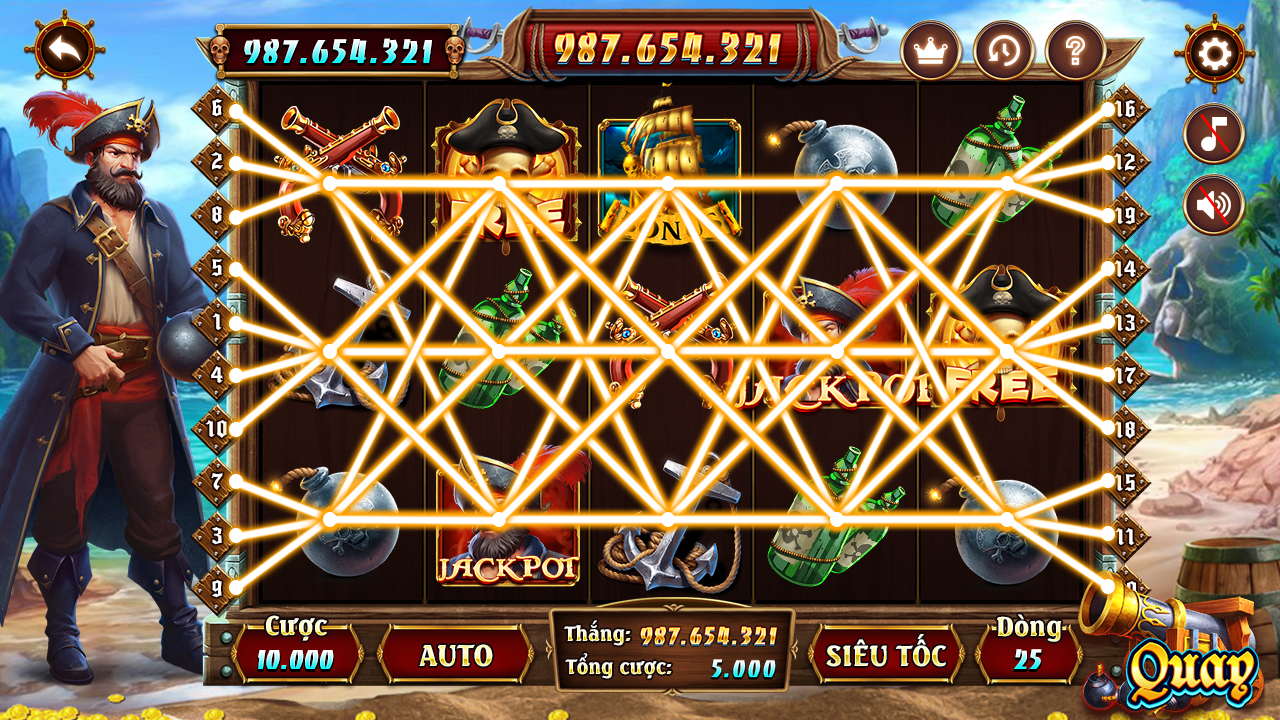 987.654.321
987.654.321
6
16
2
12
8
19
FREE
5
14
1
13
4
17
JACKPOT
FREE
10
18
7
15
3
11
JACKPOT
9
Cược
10.000
AUTO
Thắng: 987.654.321
Tổng cược: 5.000
SIÊU TỐC
Dòng
25
Quay